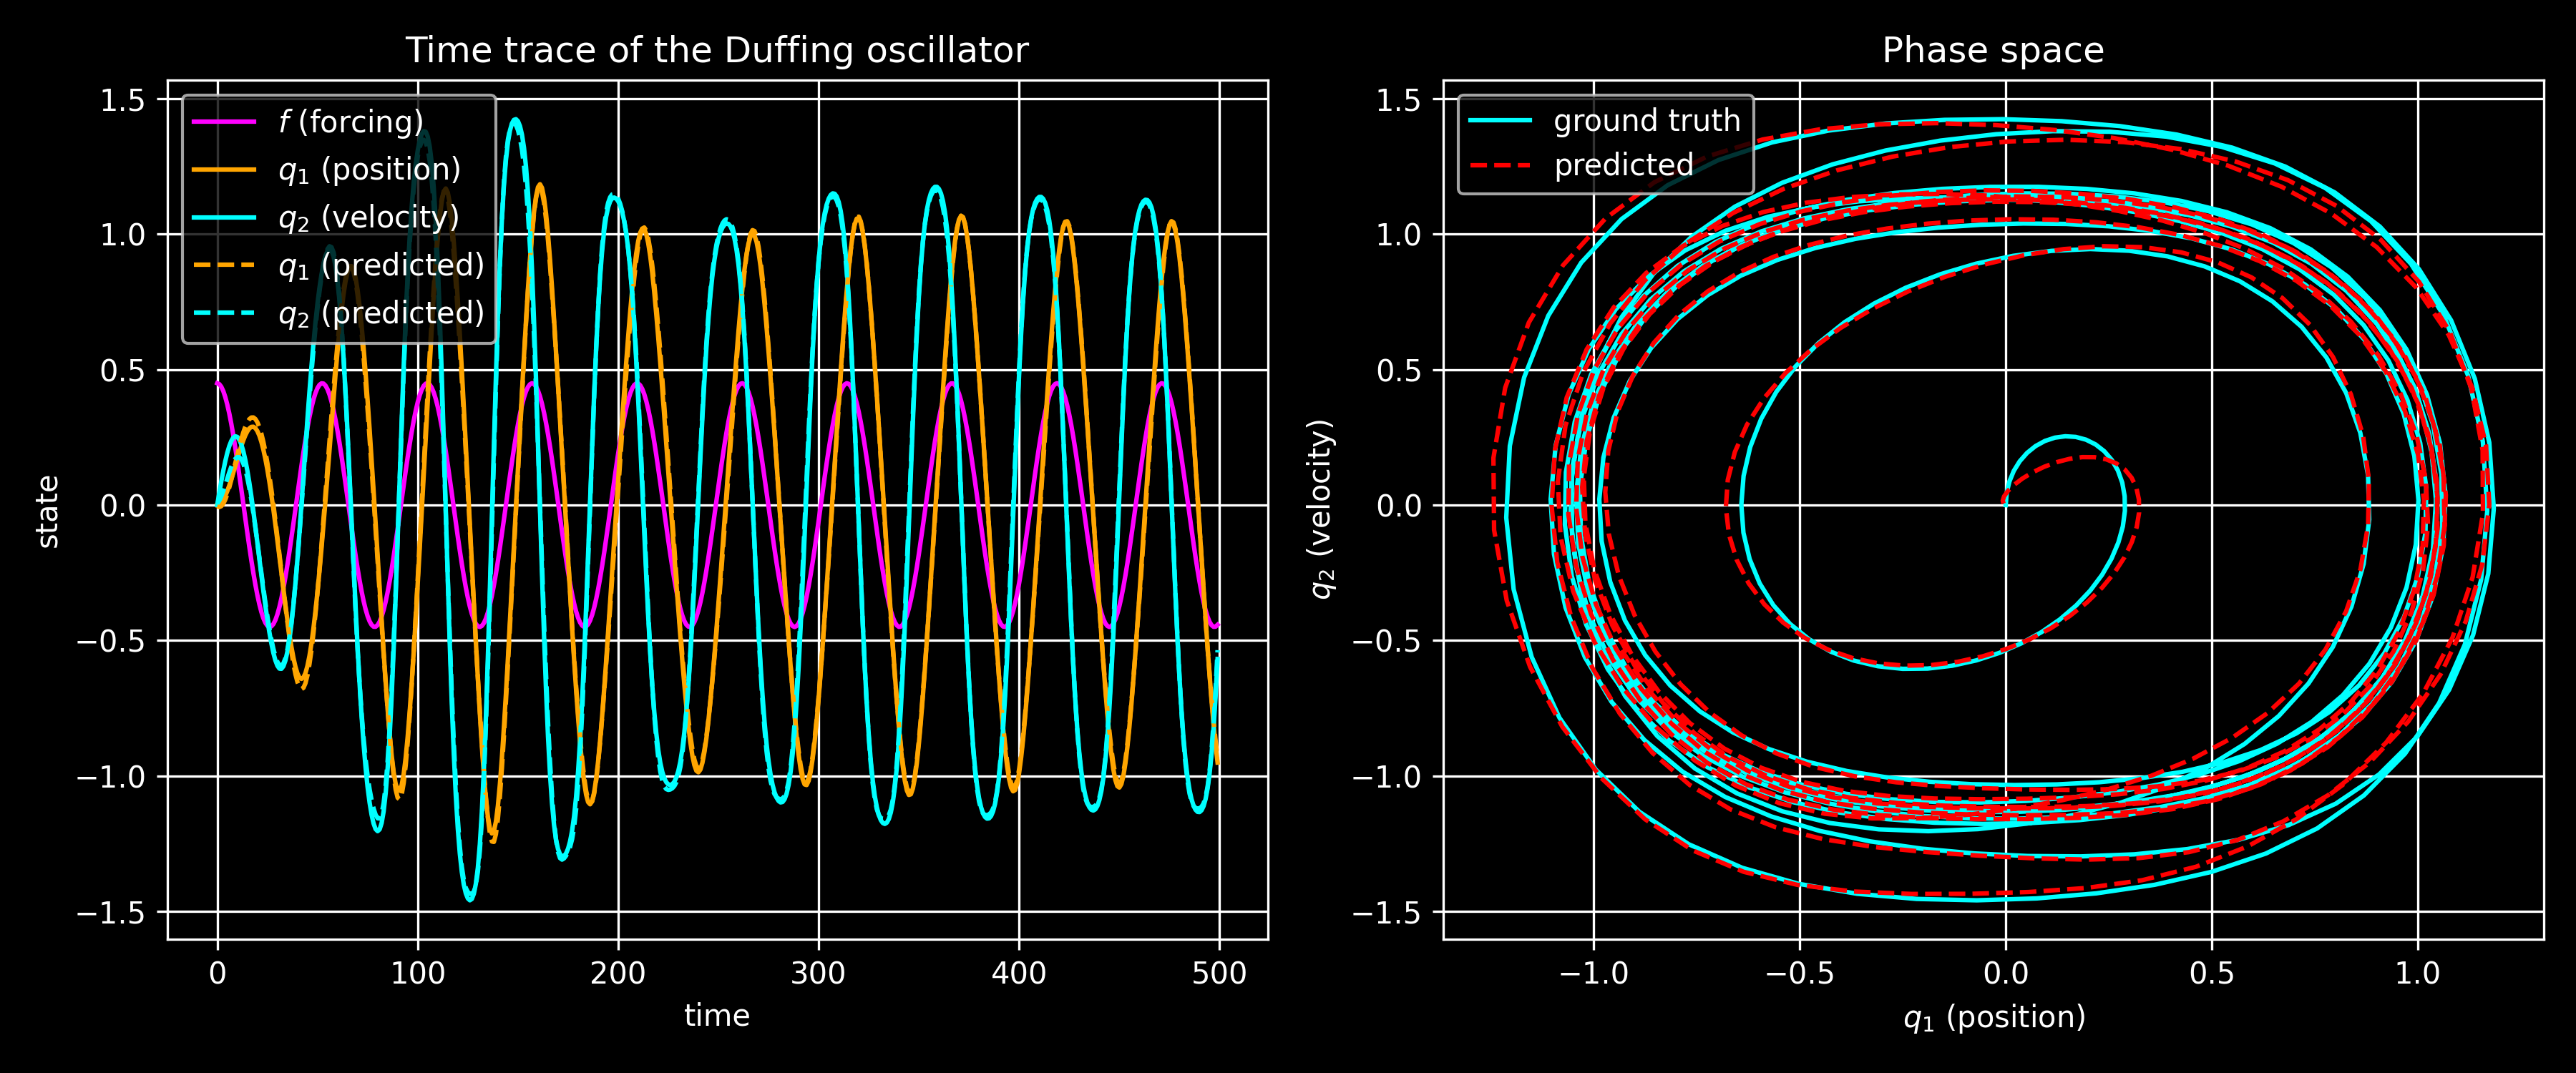 Time trace of the Duffing oscillator
f (forcing)
q₁ (position)
q₂ (velocity)
q₁ (predicted)
q₂ (predicted)
1.5
1.0
0.5
0.0
−0.5
−1.0
−1.5
state
0 100 200 300 400 500
time
Phase space
ground truth
predicted
1.5
1.0
0.5
0.0
−0.5
−1.0
−1.5
q₂ (velocity)
−1.0 −0.5 0.0 0.5 1.0
q₁ (position)